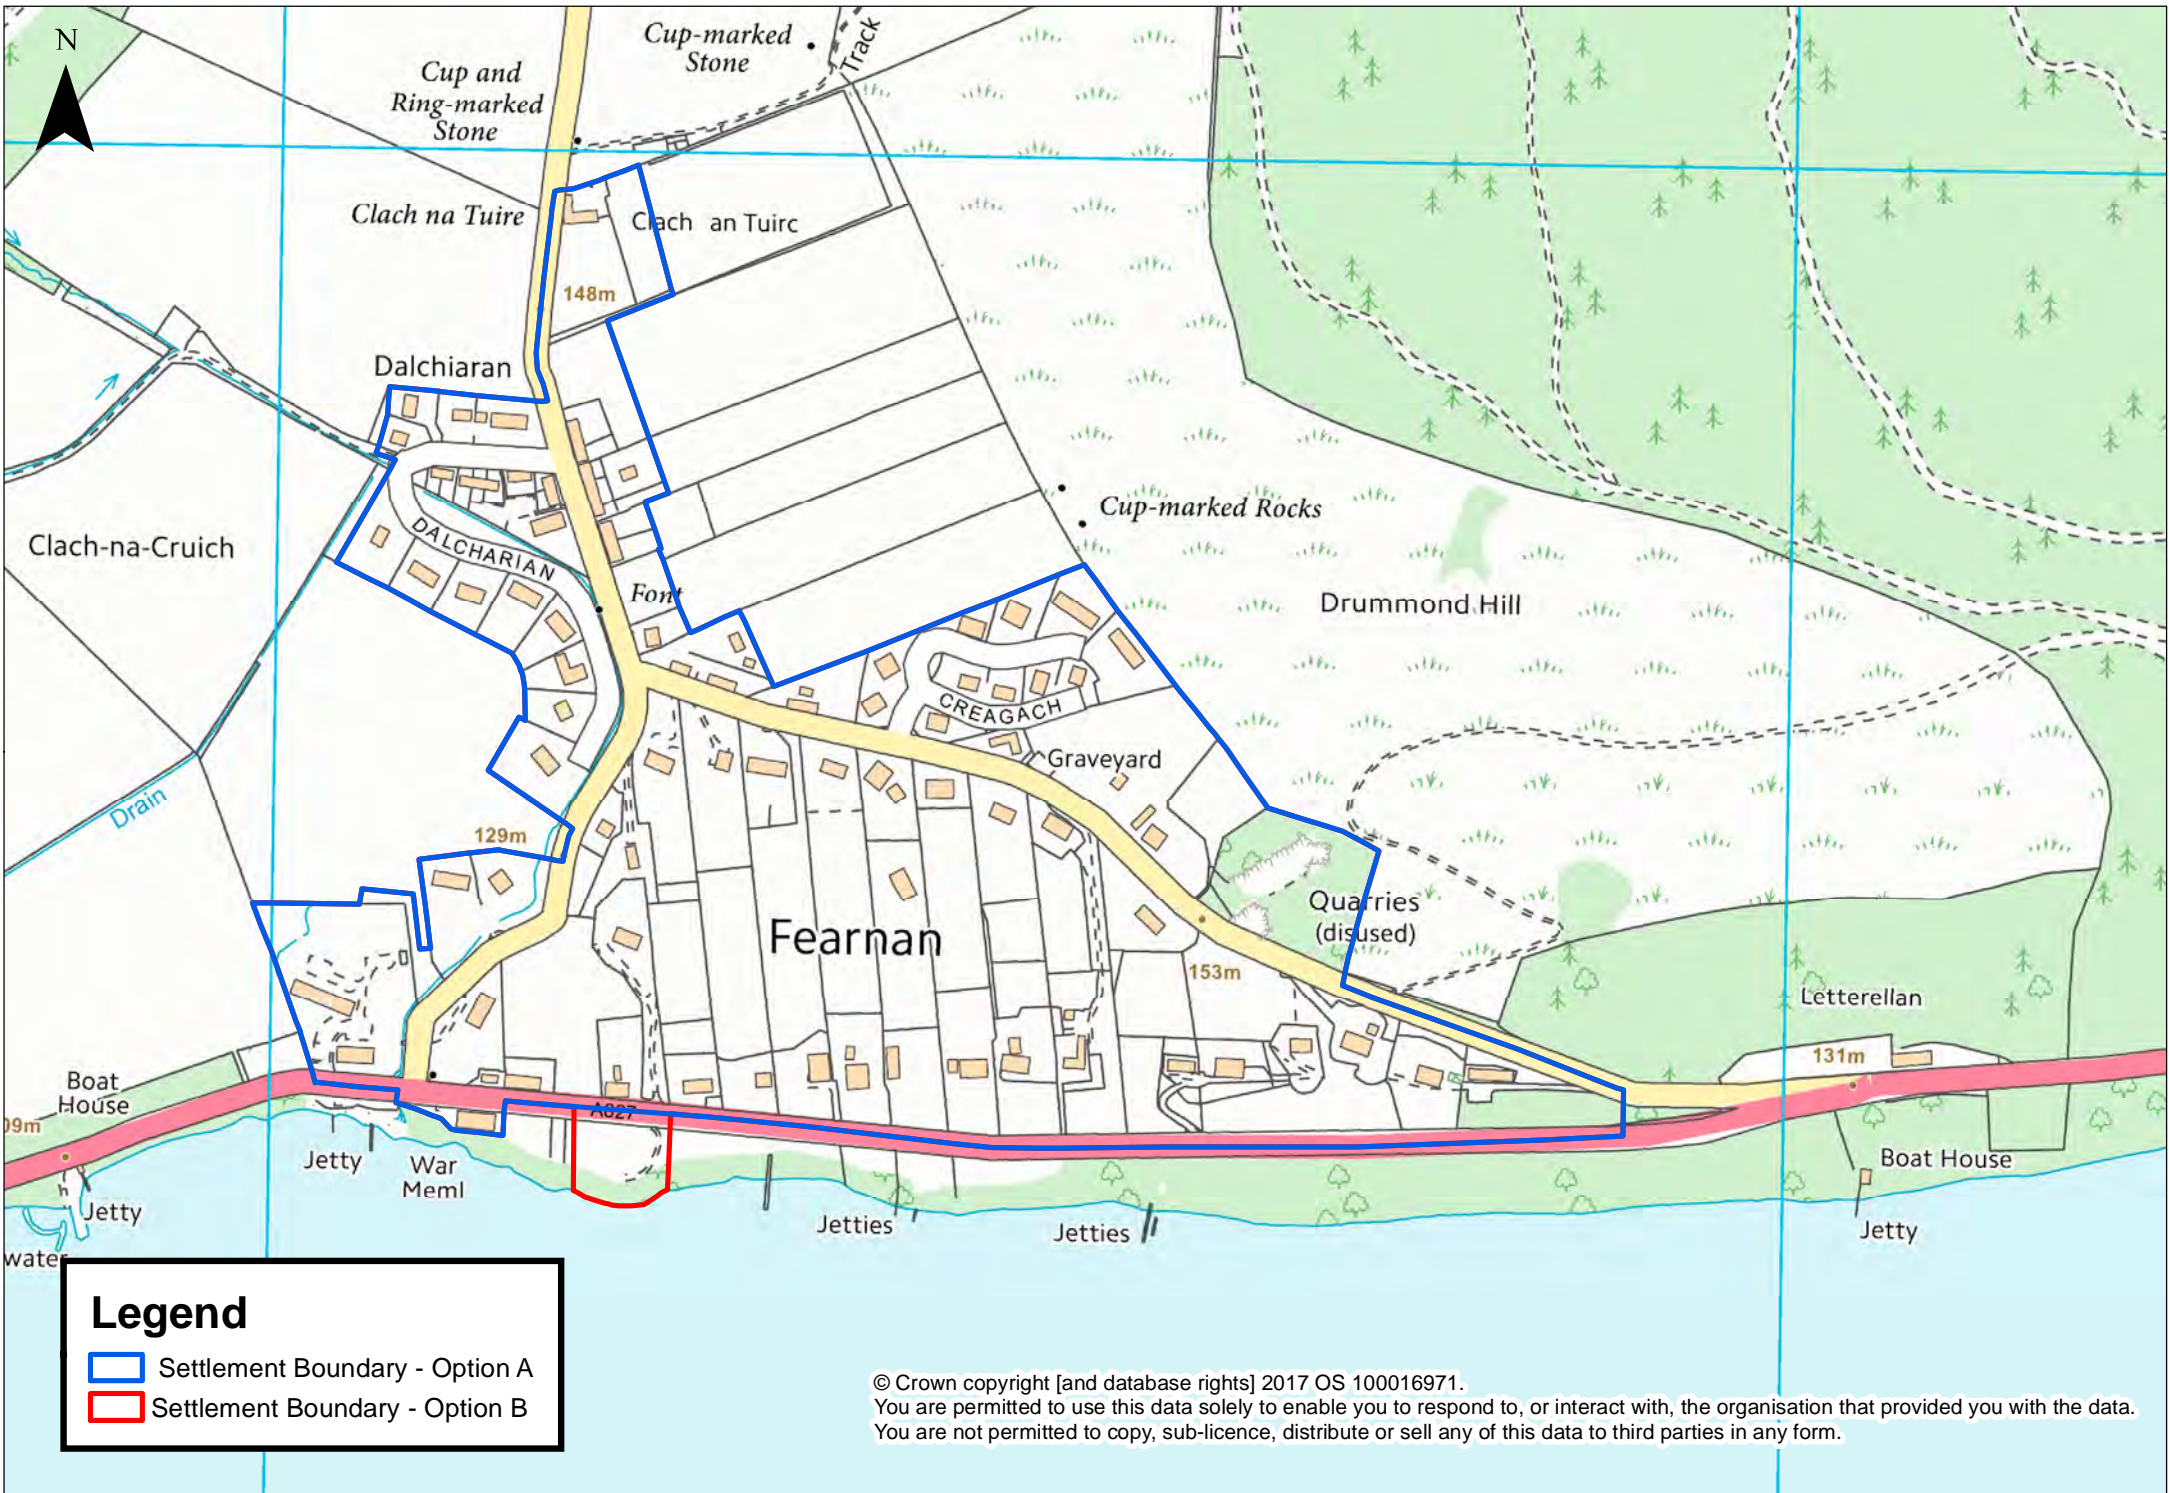 N
Cup-marked
Stone
Track
Cup and
Ring-marked
Stone
Clach na Tuire
Clach an Tuirc
148m
Dalchiaran
Clach-na-Cruich
DALCHARIAN
Font
Cup-marked Rocks
Drummond Hill
CREAGACH
Graveyard
Drain
129m
Fearnan
Quarries
(disused)
153m
Letterellan
131m
Boat
House
09m
A827
Jetty
War
Meml
Jetty
Jetties
Jetties
Boat House
Jetty
water
Legend
Settlement Boundary - Option A
Settlement Boundary - Option B
© Crown copyright [and database rights] 2017 OS 100016971.
You are permitted to use this data solely to enable you to respond to, or interact with, the organisation that provided you with the data.
You are not permitted to copy, sub-licence, distribute or sell any of this data to third parties in any form.